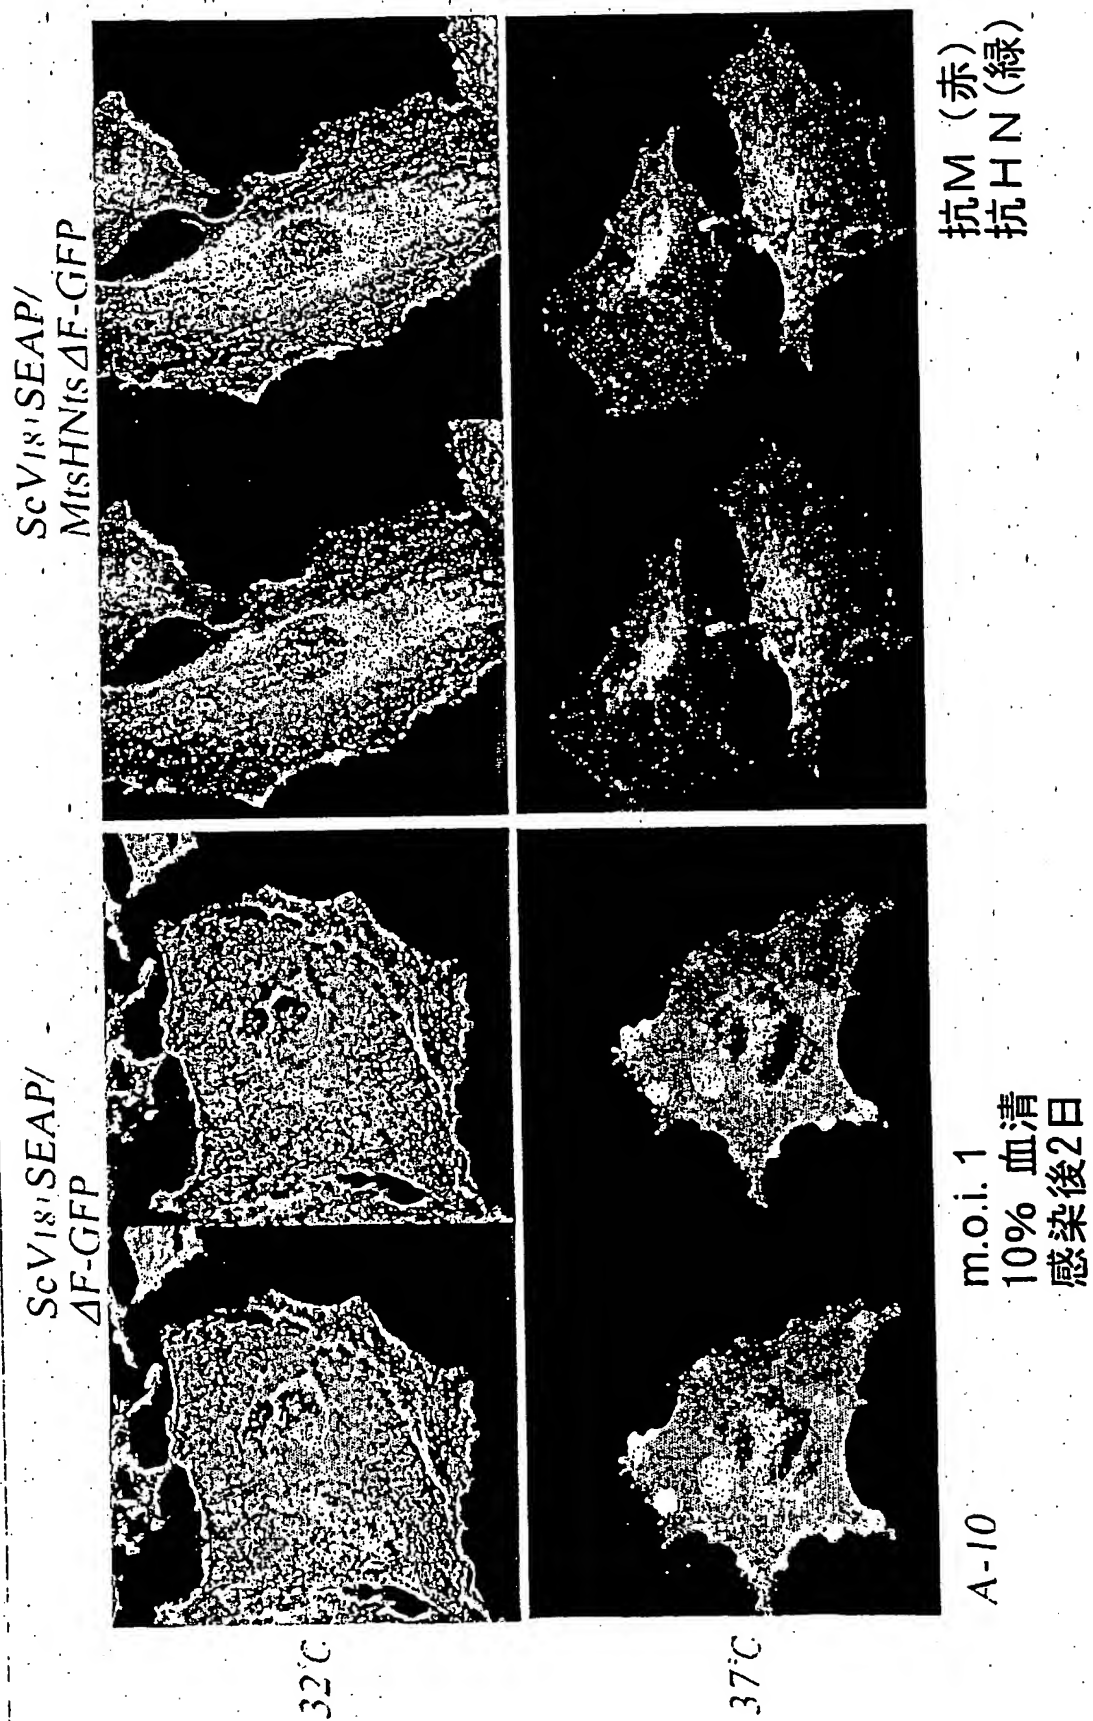 SeV18+SEAP/
ΔF-GFP
SeV18+SEAP/
MtsHNtsΔF-GFP
32℃
37℃
A-10
m.o.i. 1
10% 血清
感染後2日
抗M (赤)
抗HN (緑)